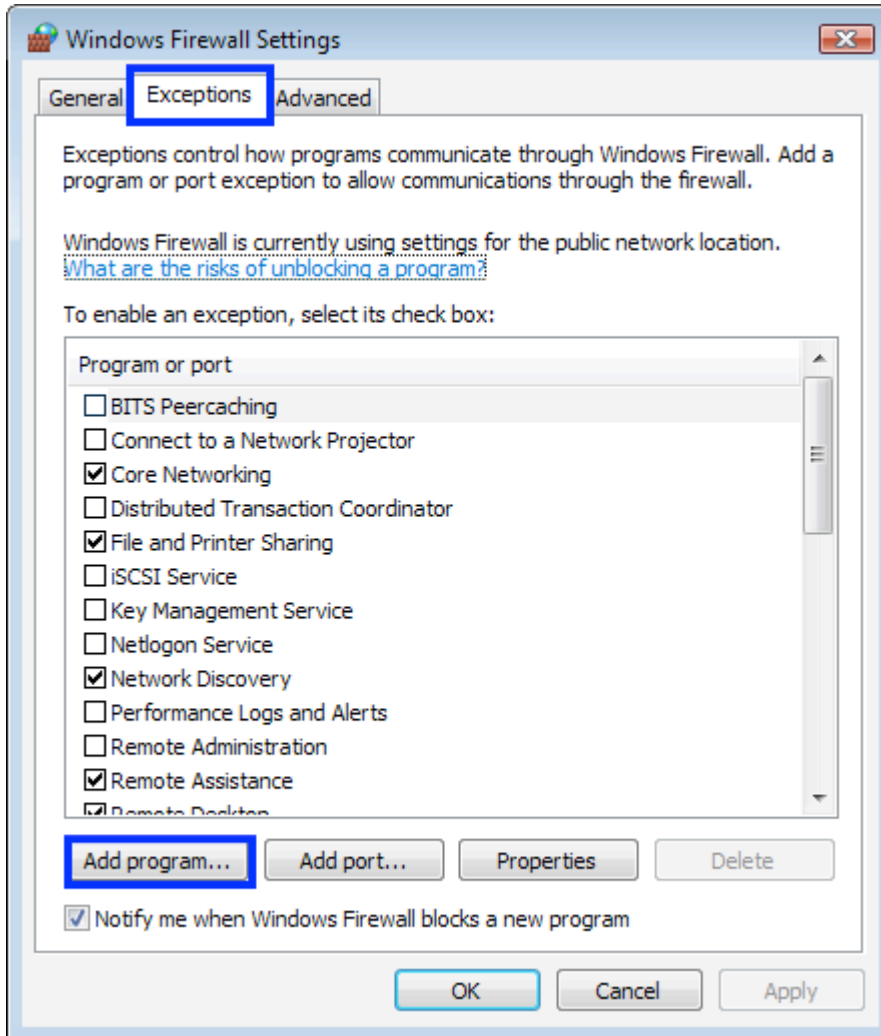 Windows Firewall Settings
General Exceptions Advanced
Exceptions control how programs communicate through Windows Firewall. Add a
program or port exception to allow communications through the firewall.
Windows Firewall is currently using settings for the public network location.
What are the risks of unblocking a program?
To enable an exception, select its check box:
Program or port
BITS Peercaching
Connect to a Network Projector
Core Networking
Distributed Transaction Coordinator
File and Printer Sharing
iSCSI Service
Key Management Service
Netlogon Service
Network Discovery
Performance Logs and Alerts
Remote Administration
Remote Assistance
Remote Desktop
Add program... Add port... Properties Delete
Notify me when Windows Firewall blocks a new program
OK Cancel Apply